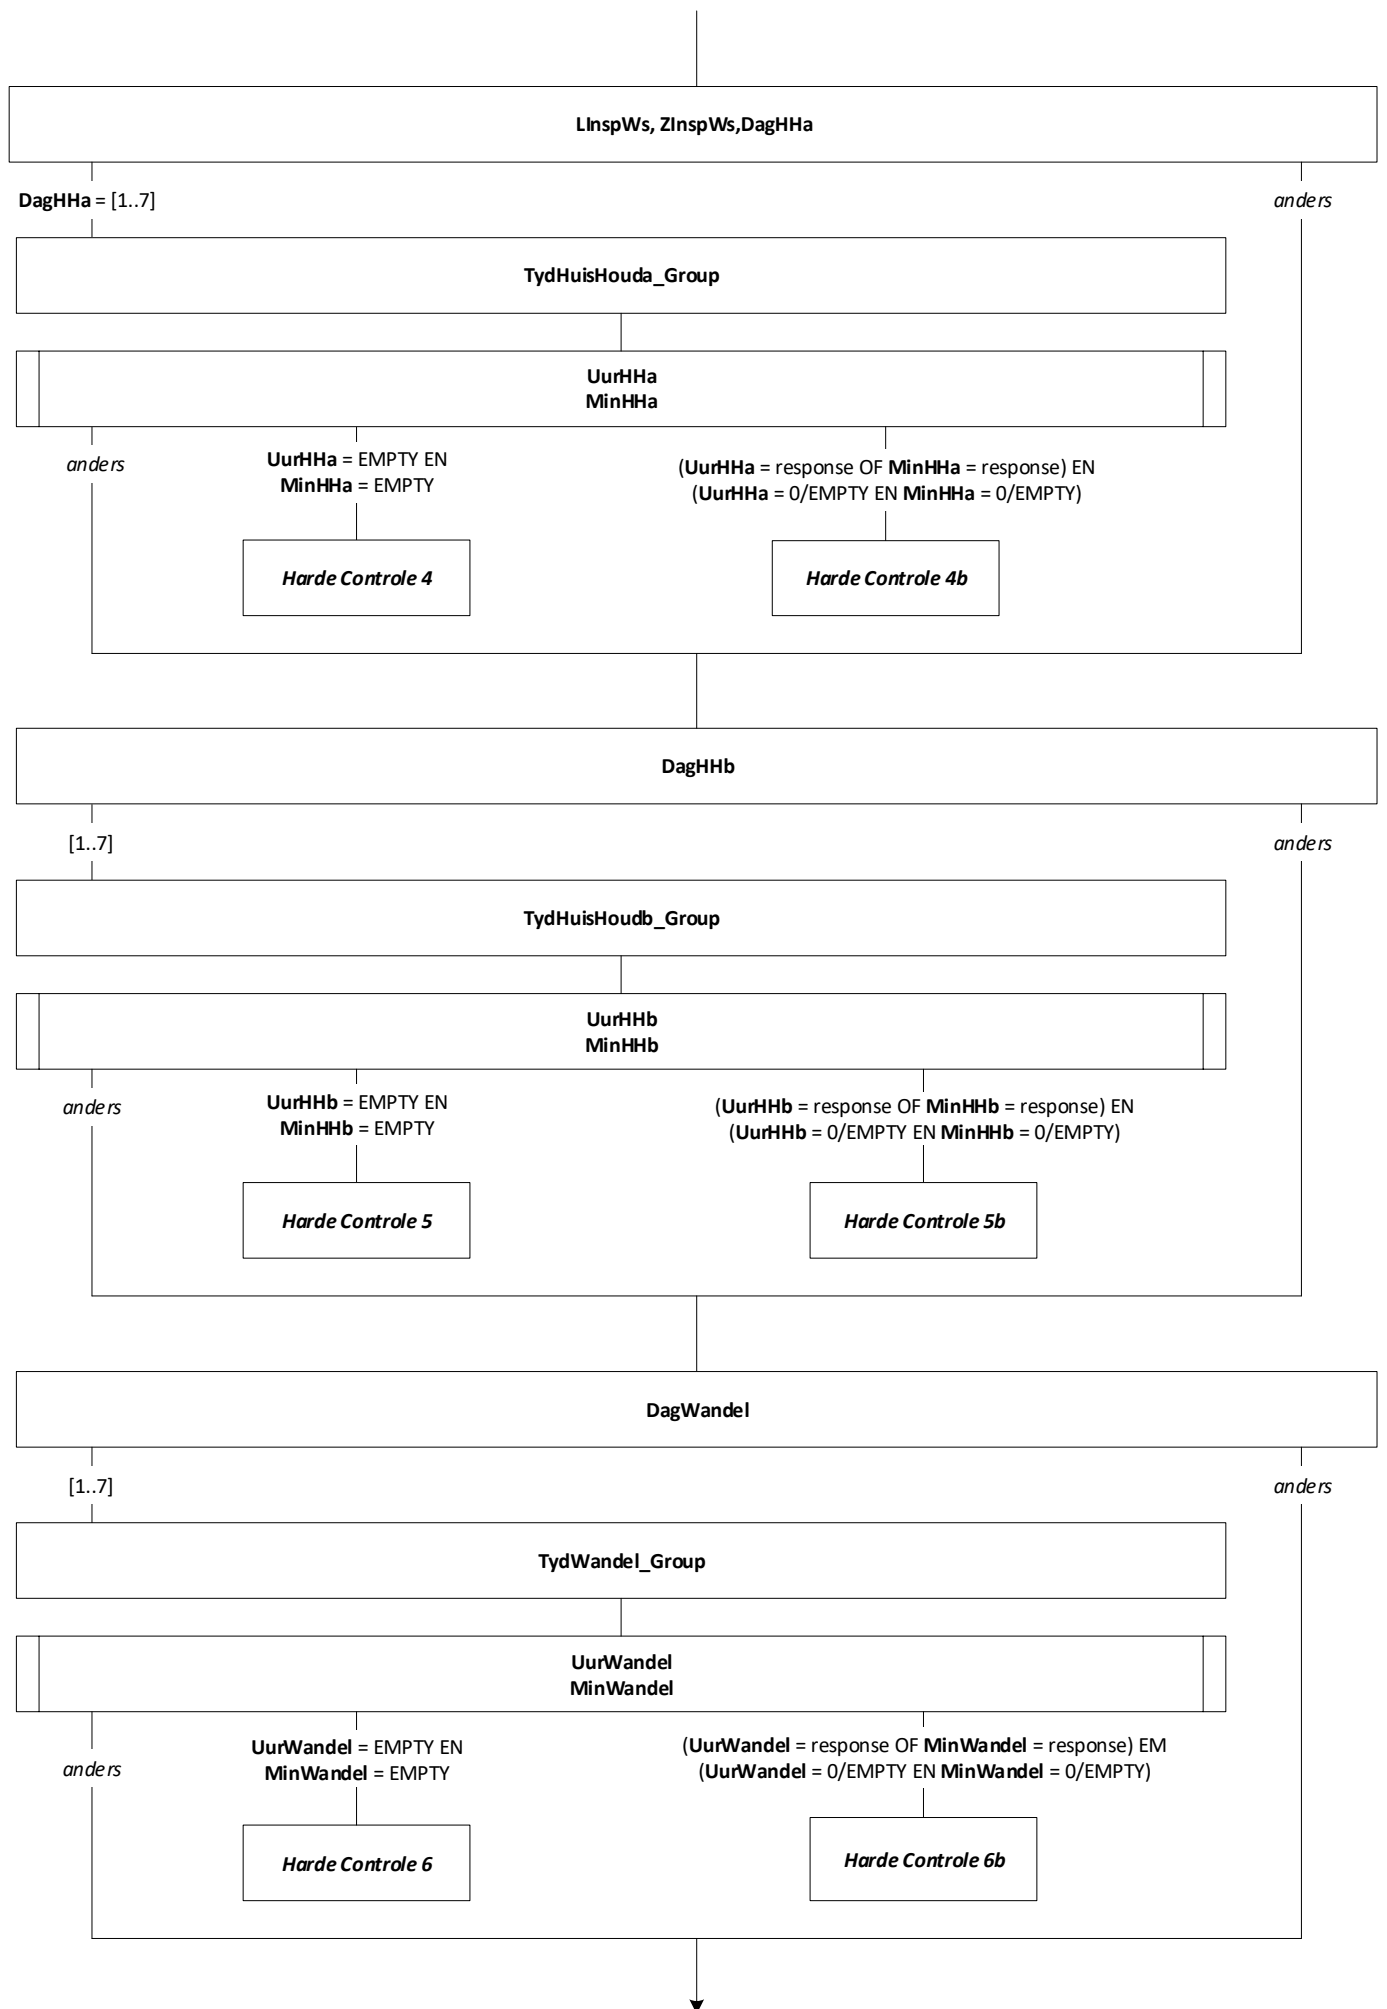 LInspWs, ZInspWs,DagHHa
DagHHa = [1..7]
anders
TydHuisHouda_Group
UurHHa
MinHHa
anders
UurHHa = EMPTY EN
MinHHa = EMPTY
(UurHHa = response OF MinHHa = response) EN
(UurHHa = 0/EMPTY EN MinHHa = 0/EMPTY)
Harde Controle 4
Harde Controle 4b
DagHHb
[1..7]
anders
TydHuisHoudb_Group
UurHHb
MinHHb
anders
UurHHb = EMPTY EN
MinHHb = EMPTY
(UurHHb = response OF MinHHb = response) EN
(UurHHb = 0/EMPTY EN MinHHb = 0/EMPTY)
Harde Controle 5
Harde Controle 5b
DagWandel
[1..7]
anders
TydWandel_Group
UurWandel
MinWandel
anders
UurWandel = EMPTY EN
MinWandel = EMPTY
(UurWandel = response OF MinWandel = response) EM
(UurWandel = 0/EMPTY EN MinWandel = 0/EMPTY)
Harde Controle 6
Harde Controle 6b